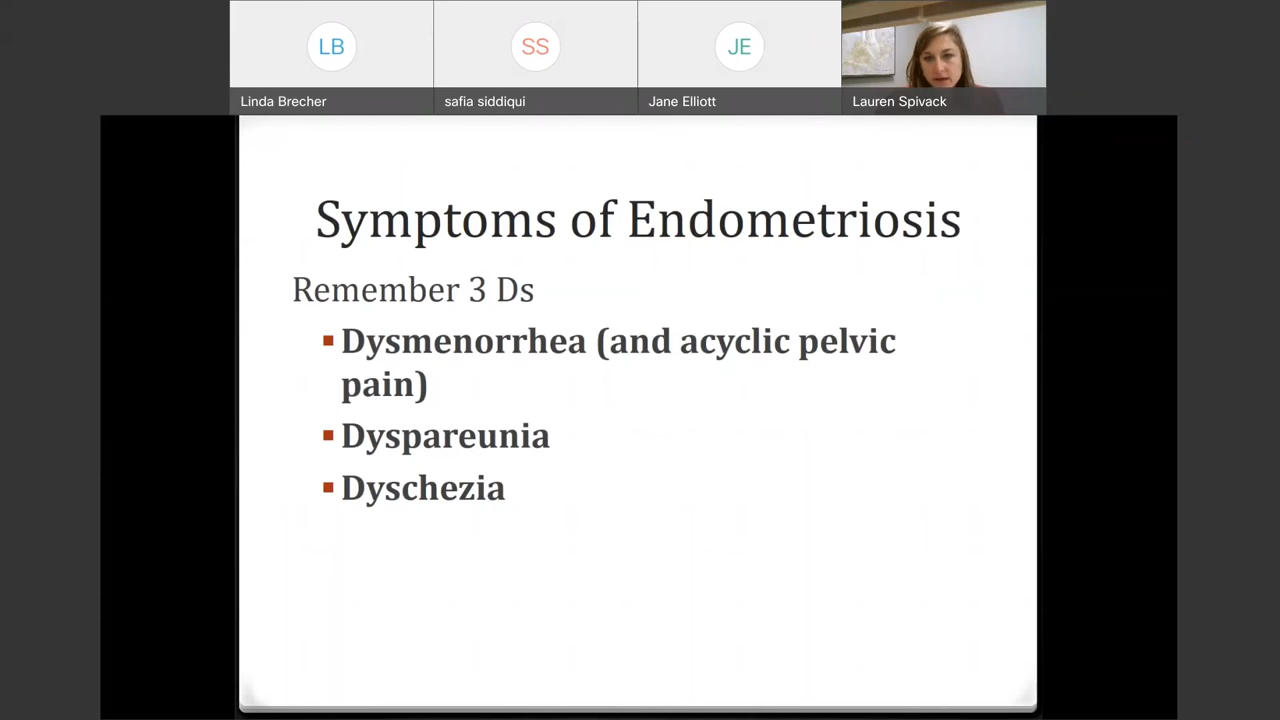 LB
SS
JE
Linda Brecher
safia siddiqui
Jane Elliott
Lauren Spivack
Symptoms of Endometriosis
Remember 3 Ds
Dysmenorrhea (and acyclic pelvic
pain)
Dyspareunia
Dyschezia